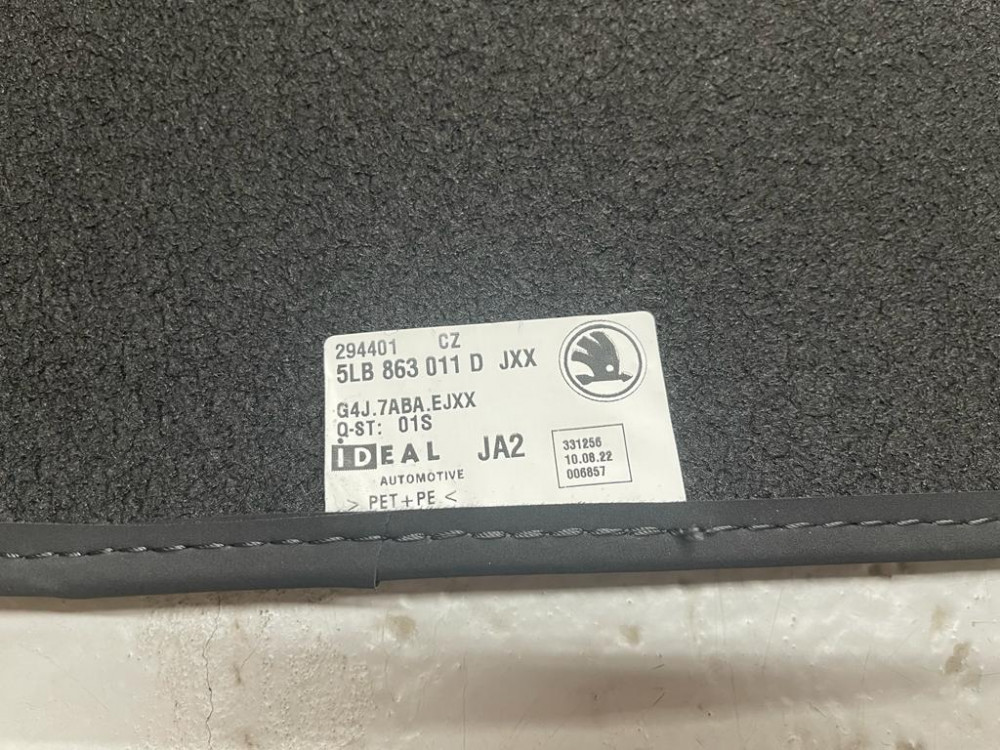 294401 CZ
5LB 863 011 D JXX
G4J.7ABA.EJXX
Q-ST: 01S
iDEAL JA2
AUTOMOTIVE
331256
10.08.22
006857
> PET+PE <